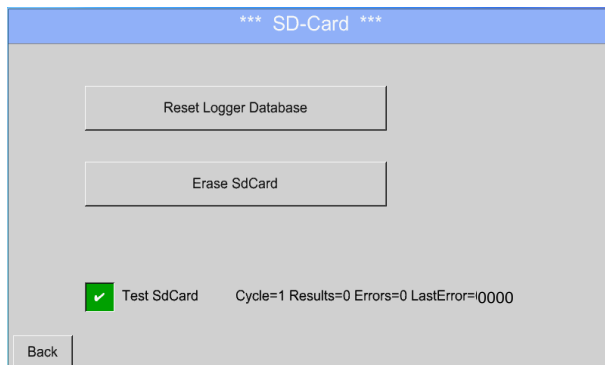 *** SD-Card ***
Reset Logger Database
Erase SdCard
Test SdCard Cycle=1 Results=0 Errors=0 LastError=0000
Back